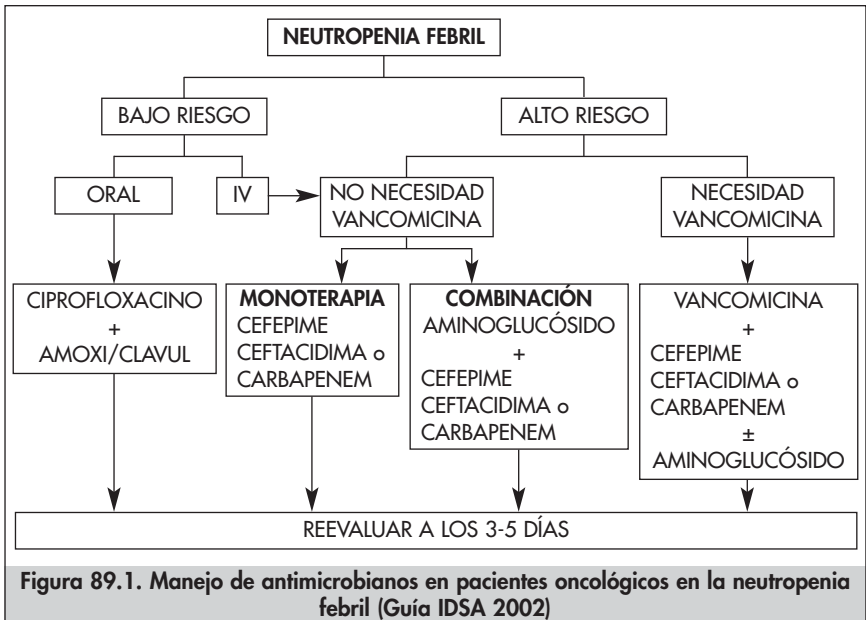 NEUTROPENIA FEBRIL
BAJO RIESGO
ALTO RIESGO
ORAL
IV
NO NECESIDAD
VANCOMICINA
NECESIDAD
VANCOMICINA
CIPROFLOXACINO
+
AMOXI/CLAVUL
MONOTERAPIA
CEFEPIME
CEFTACIDIMA o
CARBAPENEM
COMBINACIÓN
AMINOGLUCÓSIDO
+
CEFEPIME
CEFTACIDIMA o
CARBAPENEM
VANCOMICINA
+
CEFEPIME
CEFTACIDIMA o
CARBAPENEM
±
AMINOGLUCÓSIDO
REEVALUAR A LOS 3-5 DÍAS
Figura 89.1. Manejo de antimicrobianos en pacientes oncológicos en la neutropenia
febril (Guía IDSA 2002)